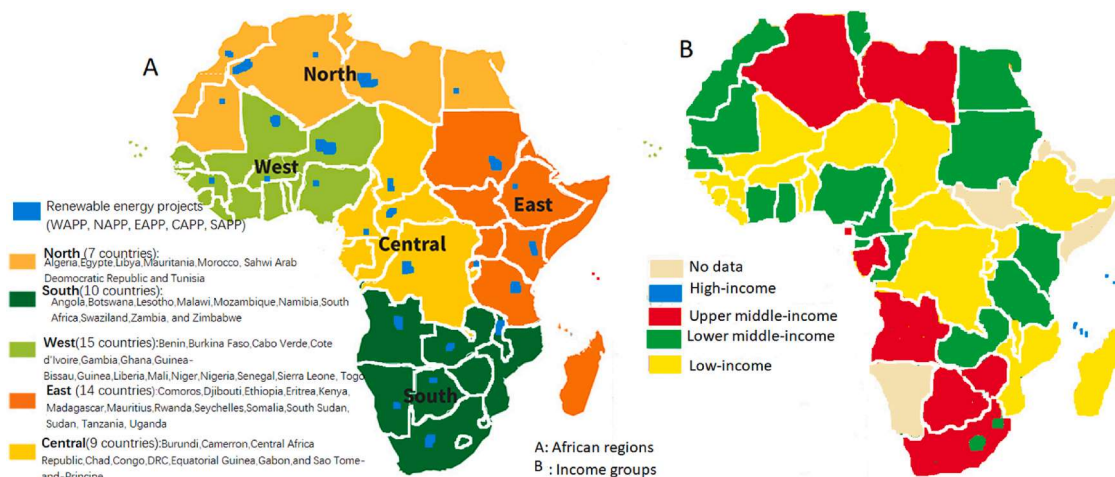 A
B
North
West
East
Central
South
Renewable energy projects
(WAPP, NAPP, EAPP, CAPP, SAPP)
North (7 countries):
Algeria,Egypte,Libya,Mauritania,Morocco, Sahwi Arab
Deomocratic Republic and Tunisia
South(10 countries):
Angola,Botswana,Lesotho,Malawi,Mozambique,Namibia,South
Africa,Swaziland,Zambia, and Zimbabwe
West(15 countries):Benin,Burkina Faso,Cabo Verde,Cote
d'Ivoire,Gambia,Ghana,Guinea-
Bissau,Guinea,Liberia,Mali,Niger,Nigeria,Senegal,Sierra Leone, Togo
East (14 countries):Comoros,Djibouti,Ethiopia,Eritrea,Kenya,
Madagascar,Mauritius,Rwanda,Seychelles,Somalia,South Sudan,
Sudan, Tanzania, Uganda
Central(9 countries):Burundi,Camerron,Central Africa
Republic,Chad,Congo,DRC,Equatorial Guinea,Gabon,and Sao Tome-
and-Principe
A: African regions
B : Income groups
No data
High-income
Upper middle-income
Lower middle-income
Low-income